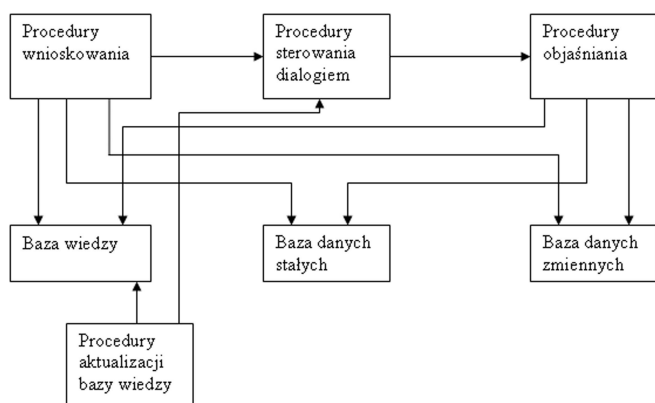 Procedury
wnioskowania
Procedury
sterowania
dialogiem
Procedury
objaśniania
Baza wiedzy
Baza danych
stałych
Baza danych
zmiennych
Procedury
aktualizacji
bazy wiedzy